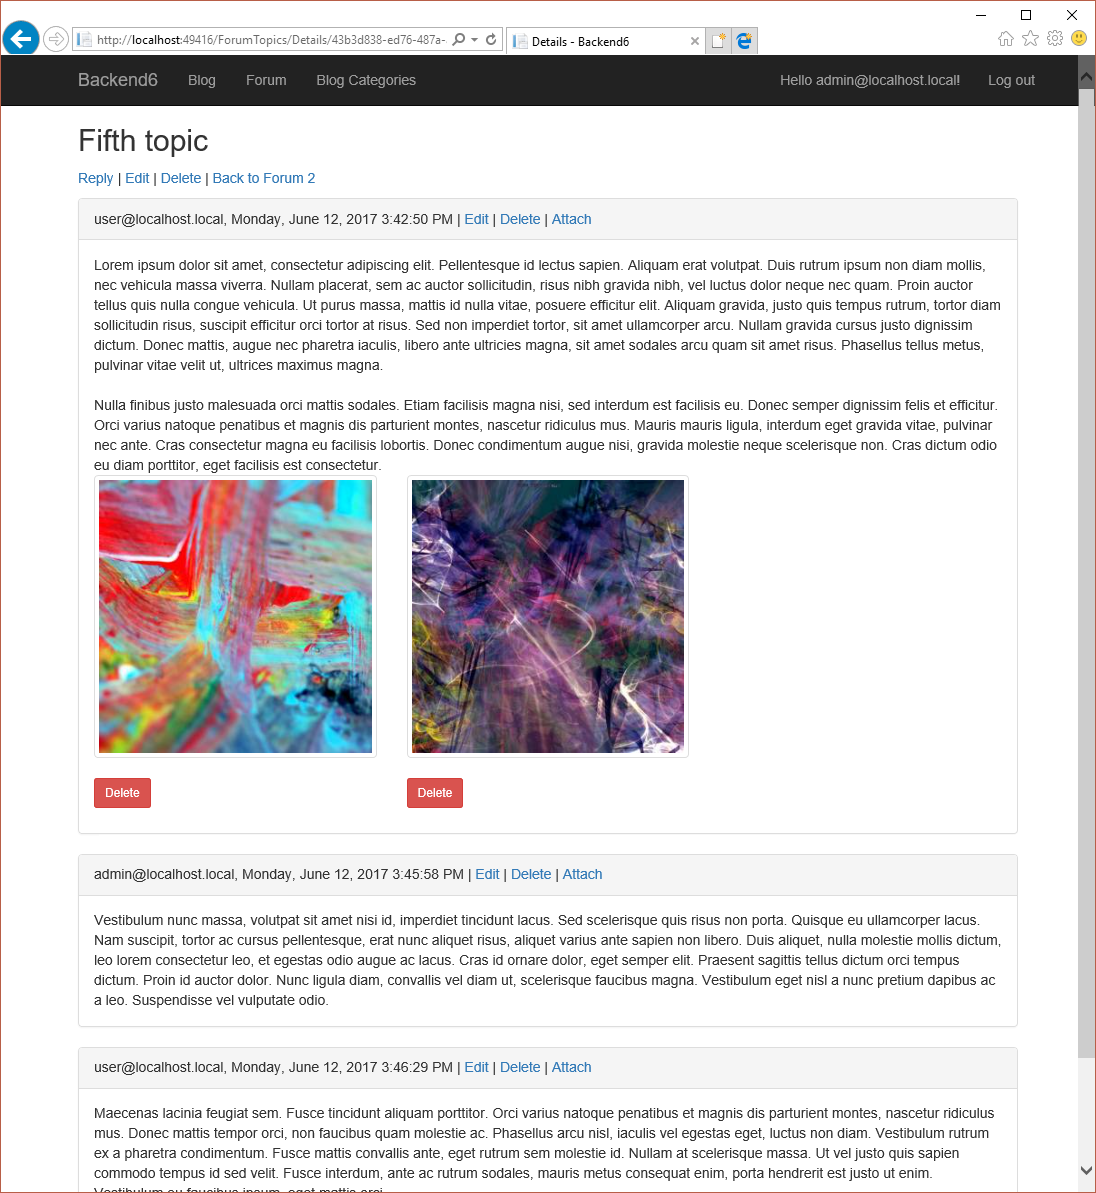 http://localhost:49416/ForumTopics/Details/43b3d838-ed76-487a-
Details - Backend6
Backend6 Blog Forum Blog Categories Hello admin@localhost.local! Log out
Fifth topic
Reply | Edit | Delete | Back to Forum 2
user@localhost.local, Monday, June 12, 2017 3:42:50 PM | Edit | Delete | Attach
Lorem ipsum dolor sit amet, consectetur adipiscing elit. Pellentesque id lectus sapien. Aliquam erat volutpat. Duis rutrum ipsum non diam mollis,
nec vehicula massa viverra. Nullam placerat, sem ac auctor sollicitudin, risus nibh gravida nibh, vel luctus dolor neque nec quam. Proin auctor
tellus quis nulla congue vehicula. Ut purus massa, mattis id nulla vitae, posuere efficitur elit. Aliquam gravida, justo quis tempus rutrum, tortor diam
sollicitudin risus, suscipit efficitur orci tortor at risus. Sed non imperdiet tortor, sit amet ullamcorper arcu. Nullam gravida cursus justo dignissim
dictum. Donec mattis, augue nec pharetra iaculis, libero ante ultricies magna, sit amet sodales arcu quam sit amet risus. Phasellus tellus metus,
pulvinar vitae velit ut, ultrices maximus magna.
Nulla finibus justo malesuada orci mattis sodales. Etiam facilisis magna nisi, sed interdum est facilisis eu. Donec semper dignissim felis et efficitur.
Orci varius natoque penatibus et magnis dis parturient montes, nascetur ridiculus mus. Mauris mauris ligula, interdum eget gravida vitae, pulvinar
nec ante. Cras consectetur magna eu facilisis lobortis. Donec condimentum augue nisi, gravida molestie neque scelerisque non. Cras dictum odio
eu diam porttitor, eget facilisis est consectetur.
Delete Delete
admin@localhost.local, Monday, June 12, 2017 3:45:58 PM | Edit | Delete | Attach
Vestibulum nunc massa, volutpat sit amet nisi id, imperdiet tincidunt lacus. Sed scelerisque quis risus non porta. Quisque eu ullamcorper lacus.
Nam suscipit, tortor ac cursus pellentesque, erat nunc aliquet risus, aliquet varius ante sapien non libero. Duis aliquet, nulla molestie mollis dictum,
leo lorem consectetur leo, et egestas odio augue ac lacus. Cras id ornare dolor, eget semper elit. Praesent sagittis tellus dictum orci tempus
dictum. Proin id auctor dolor. Nunc ligula diam, convallis vel diam ut, scelerisque faucibus magna. Vestibulum eget nisl a nunc pretium dapibus ac
a leo. Suspendisse vel vulputate odio.
user@localhost.local, Monday, June 12, 2017 3:46:29 PM | Edit | Delete | Attach
Maecenas lacinia feugiat sem. Fusce tincidunt aliquam porttitor. Orci varius natoque penatibus et magnis dis parturient montes, nascetur ridiculus
mus. Donec mattis tempor orci, non faucibus quam molestie ac. Phasellus arcu nisl, iaculis vel egestas eget, luctus non diam. Vestibulum rutrum
ex a pharetra condimentum. Fusce mattis convallis ante, eget rutrum sem molestie id. Nullam at scelerisque massa. Ut vel justo quis sapien
commodo tempus id sed velit. Fusce interdum, ante ac rutrum sodales, mauris metus consequat enim, porta hendrerit est justo ut enim.
Vestibulum eu faucibus ipsum, eget mattis orci.